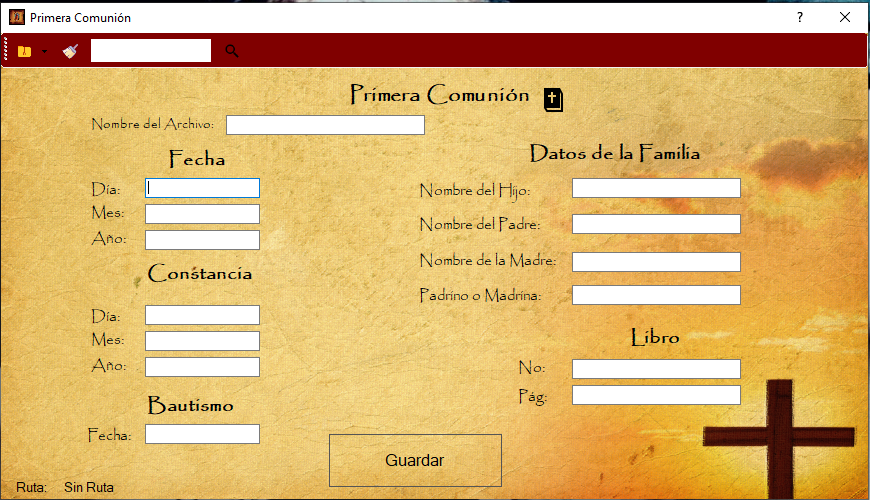 Primera Comunión
Primera Comunión
Nombre del Archivo:
Fecha
Día:
Mes:
Año:
Constancia
Día:
Mes:
Año:
Bautismo
Fecha:
Datos de la Familia
Nombre del Hijo:
Nombre del Padre:
Nombre de la Madre:
Padrino o Madrina:
Libro
No:
Pág:
Guardar
Ruta: Sin Ruta